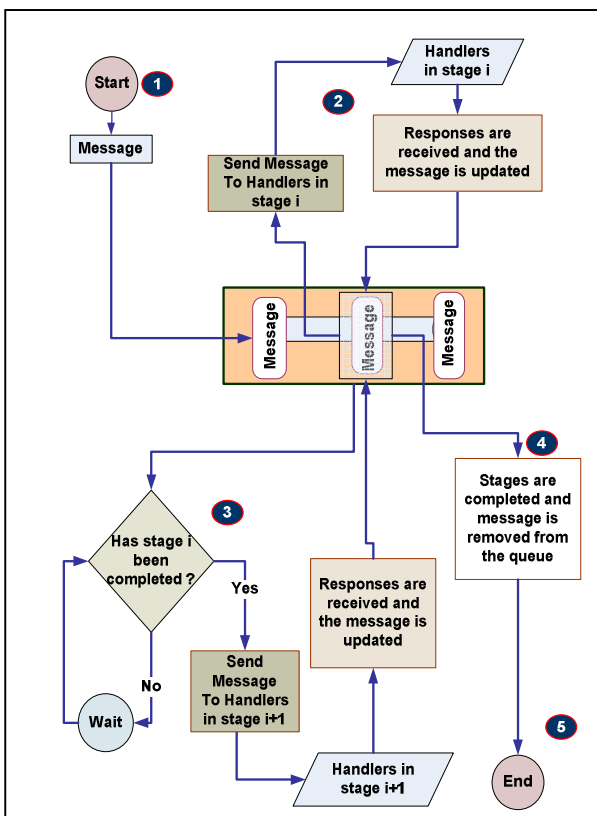 Start
1
Message
2
Handlers
in stage i
Send Message
To Handlers in
stage i
Responses are
received and the
message is updated
Message
Message
Message
3
Has stage i
been
completed ?
Yes
No
Wait
Send
Message
To Handlers
in stage i+1
Handlers in
stage i+1
Responses are
received and
the message is
updated
4
Stages are
completed and
message is
removed from
the queue
5
End